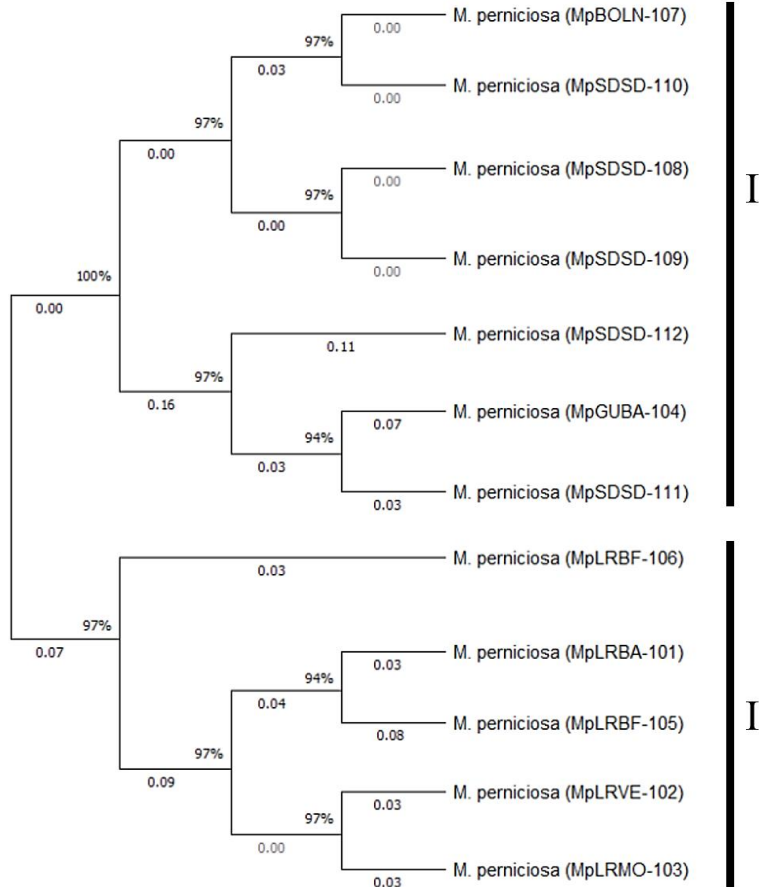 97%
0.00
M. perniciosa (MpBOLN-107)
0.03
97%
0.00
M. perniciosa (MpSDSD-110)
0.00
97%
0.00
M. perniciosa (MpSDSD-108)
0.00
0.00
M. perniciosa (MpSDSD-109)
I
100%
0.00
97%
0.11
M. perniciosa (MpSDSD-112)
0.16
94%
0.07
M. perniciosa (MpGUBA-104)
0.03
0.03
M. perniciosa (MpSDSD-111)
97%
0.07
0.03
M. perniciosa (MpLRBF-106)
94%
0.03
M. perniciosa (MpLRBA-101)
0.04
0.08
M. perniciosa (MpLRBF-105)
I
97%
0.09
97%
0.03
M. perniciosa (MpLRVE-102)
0.00
0.03
M. perniciosa (MpLRMO-103)